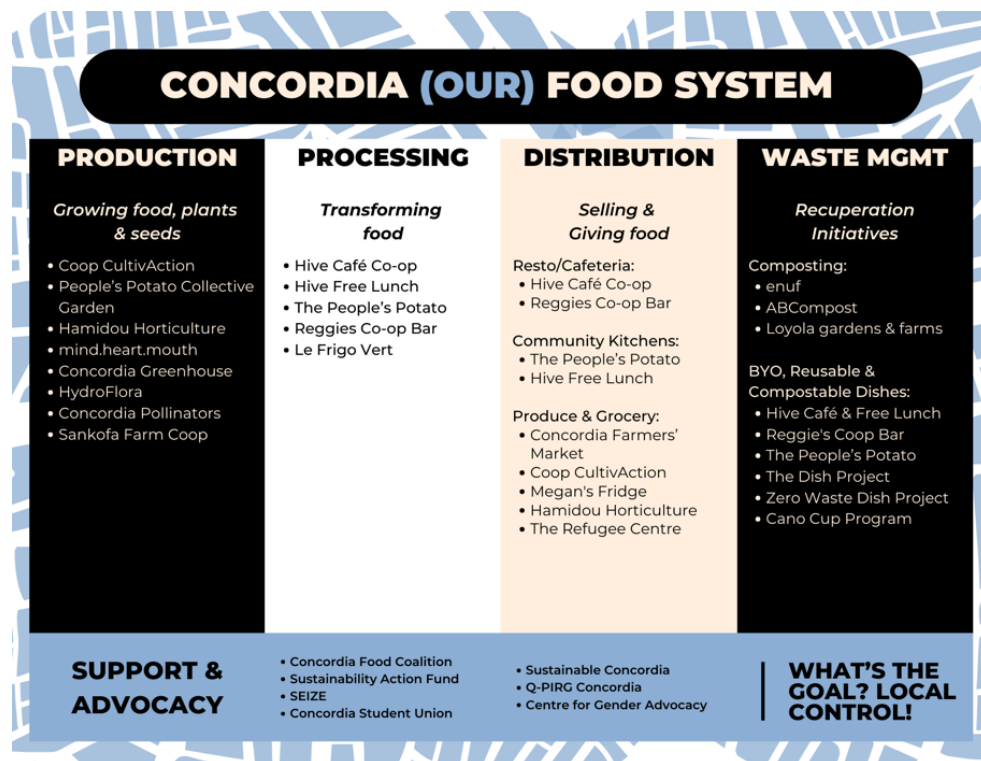 CONCORDIA (OUR) FOOD SYSTEM
PRODUCTION
Growing food, plants
& seeds
• Coop CultivAction
• People's Potato Collective
Garden
• Hamidou Horticulture
• mind.heart.mouth
• Concordia Greenhouse
• HydroFlora
• Concordia Pollinators
• Sankofa Farm Coop
PROCESSING
Transforming
food
• Hive Café Co-op
• Hive Free Lunch
• The People's Potato
• Reggies Co-op Bar
• Le Frigo Vert
DISTRIBUTION
Selling &
Giving food
Resto/Cafeteria:
• Hive Café Co-op
• Reggies Co-op Bar
Community Kitchens:
• The People's Potato
• Hive Free Lunch
Produce & Grocery:
• Concordia Farmers'
Market
• Coop CultivAction
• Megan's Fridge
• Hamidou Horticulture
• The Refugee Centre
WASTE MGMT
Recuperation
Initiatives
Composting:
• enuf
• ABCompost
• Loyola gardens & farms
BYO, Reusable &
Compostable Dishes:
• Hive Café & Free Lunch
• Reggie's Coop Bar
• The People's Potato
• The Dish Project
• Zero Waste Dish Project
• Cano Cup Program
SUPPORT &
ADVOCACY
• Concordia Food Coalition
• Sustainability Action Fund
• SEIZE
• Concordia Student Union
• Sustainable Concordia
• Q-PIRG Concordia
• Centre for Gender Advocacy
WHAT'S THE
GOAL? LOCAL
CONTROL!